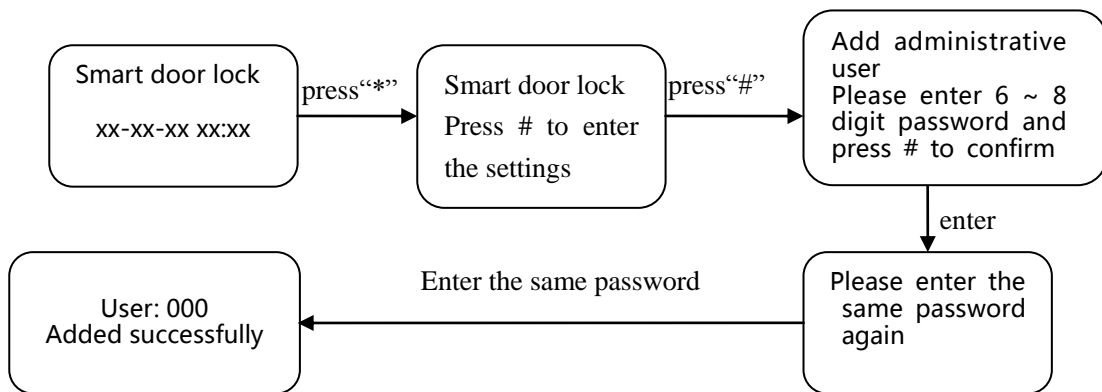 Smart door lock
xx-xx-xx xx:xx
press“*”
Smart door lock
Press # to enter
the settings
press“#”
Add administrative
user
Please enter 6 ~ 8
digit password and
press # to confirm
enter
Please enter the
same password
again
Enter the same password
User: 000
Added successfully